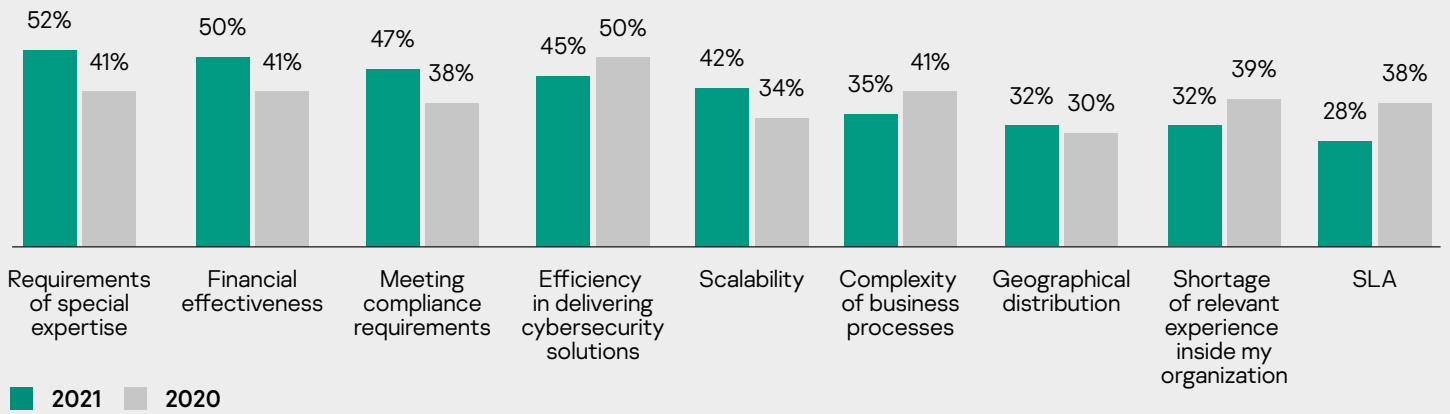 52%
41%
50%
41%
47%
38%
45%
50%
42%
34%
35%
41%
32%
30%
32%
39%
28%
38%
Requirements
of special
expertise
Financial
effectiveness
Meeting
compliance
requirements
Efficiency
in delivering
cybersecurity
solutions
Scalability
Complexity
of business
processes
Geographical
distribution
Shortage
of relevant
experience
inside my
organization
SLA
2021
2020